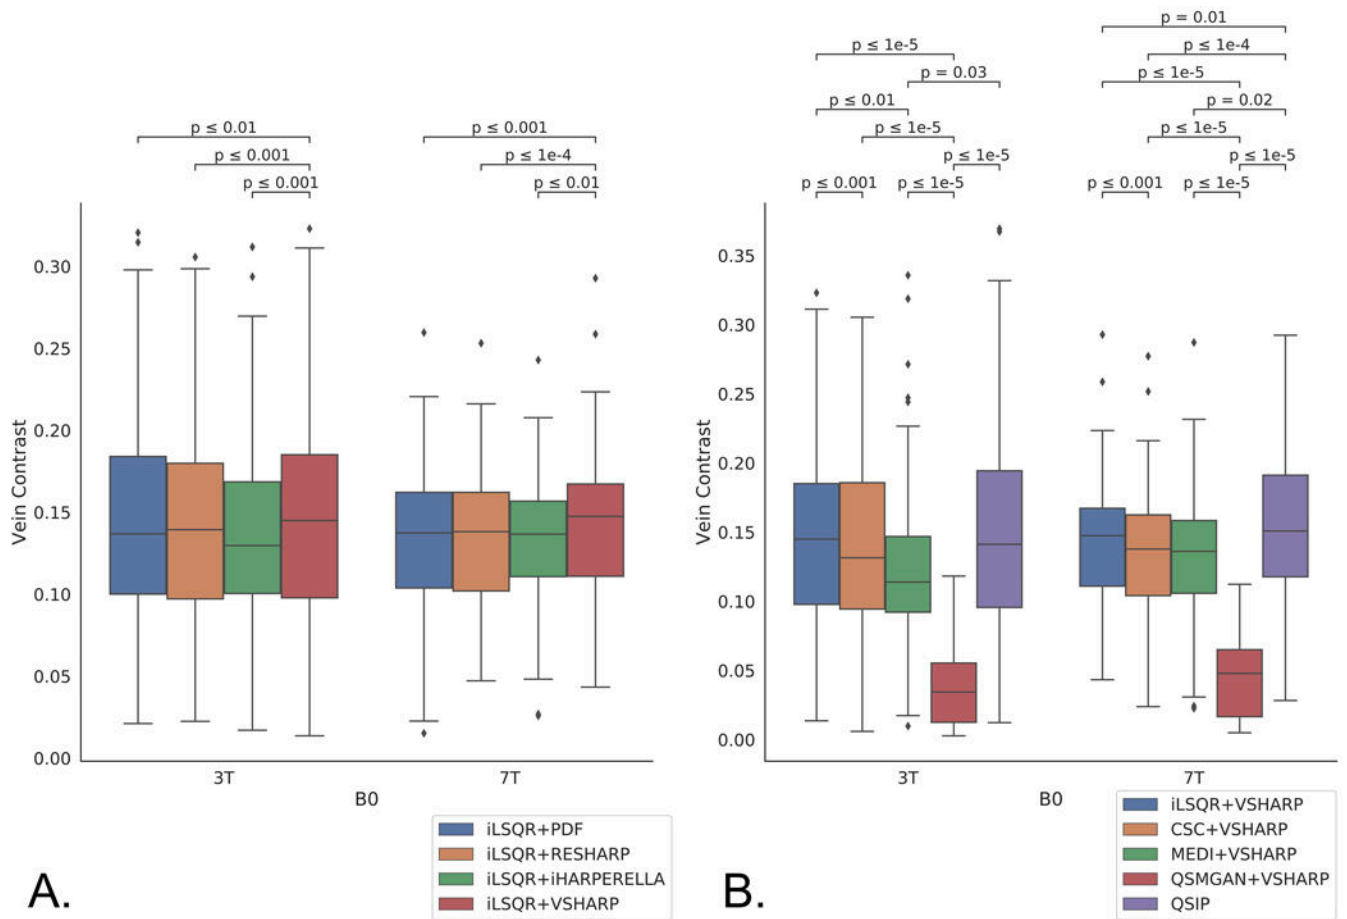 p = 0.01
p ≤ 1e-5
p ≤ 1e-4
p = 0.03
p ≤ 1e-5
p ≤ 0.01
p = 0.02
p ≤ 0.01
p ≤ 0.001
p ≤ 1e-5
p ≤ 1e-5
p ≤ 0.001
p ≤ 1e-4
p ≤ 1e-5
p ≤ 1e-5
p ≤ 0.001
p ≤ 0.01
p ≤ 0.001
p ≤ 1e-5
p ≤ 0.001
p ≤ 1e-5
0.30
0.25
0.20
0.15
0.10
0.05
0.00
Vein Contrast
3T
7T
B0
iLSQR+PDF
iLSQR+RESHARP
iLSQR+iHARPERELLA
iLSQR+VSHARP
A.
0.35
0.30
0.25
0.20
0.15
0.10
0.05
0.00
Vein Contrast
3T
7T
B0
iLSQR+VSHARP
CSC+VSHARP
MEDI+VSHARP
QSMGAN+VSHARP
QSIP
B.